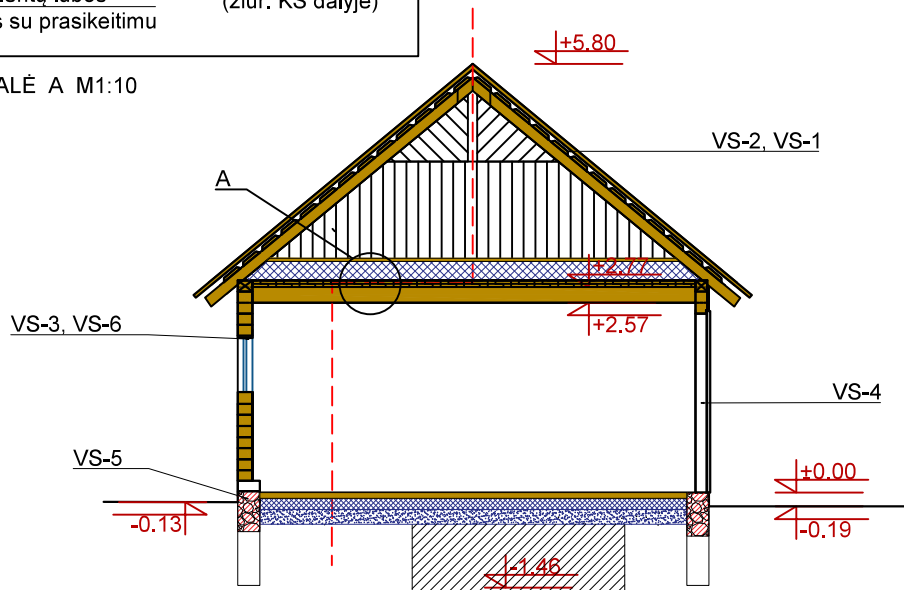 (žiūr. KS dalyje)
s su prasikeitimu
ALĖ A M1:10
+5.80
VS-2, VS-1
A
+2.77
+2.57
VS-3, VS-6
VS-4
VS-5
±0.00
-0.13
-0.19
-1.46